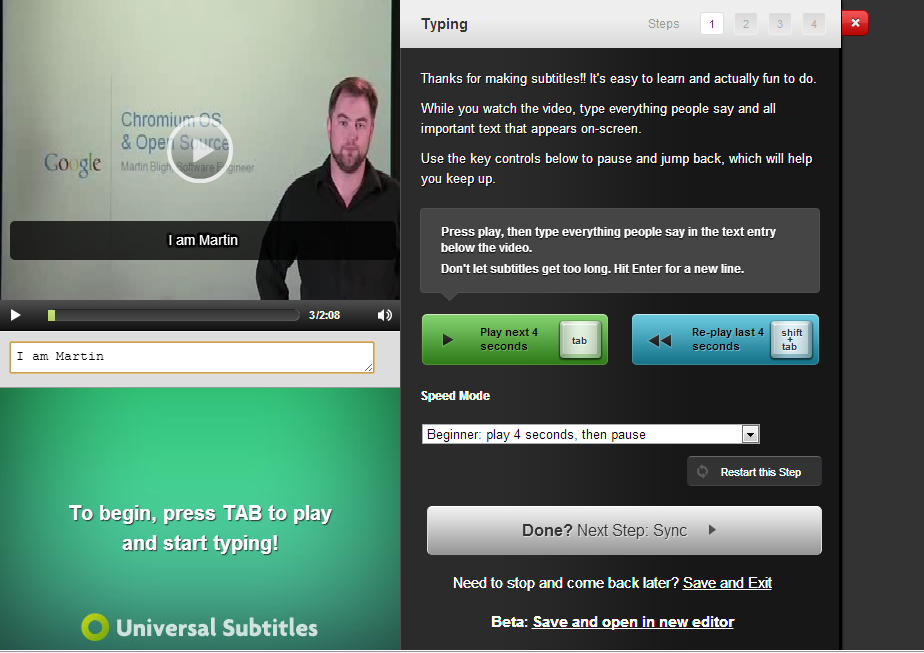 Typing
Steps 1 2 3 4
Chromium OS
& Open Source
Google
Martin Bligh, Software Engineer
I am Martin
3/2:08
I am Martin
To begin, press TAB to play
and start typing!
Universal Subtitles
Thanks for making subtitles!! It's easy to learn and actually fun to do.
While you watch the video, type everything people say and all
important text that appears on-screen.
Use the key controls below to pause and jump back, which will help
you keep up.
Press play, then type everything people say in the text entry
below the video.
Don't let subtitles get too long. Hit Enter for a new line.
Play next 4
seconds
tab
Re-play last 4
seconds
shift
+
tab
Speed Mode
Beginner: play 4 seconds, then pause
Restart this Step
Done? Next Step: Sync
Need to stop and come back later? Save and Exit
Beta: Save and open in new editor